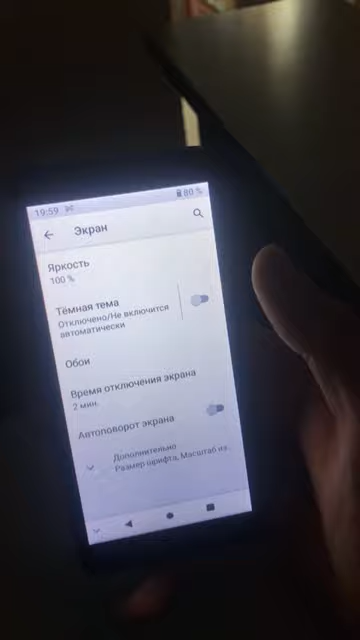 19:59
80 %
Экран
Яркость
100 %
Тёмная тема
Отключено/Не включится
автоматически
Обои
Время отключения экрана
2 мин.
Автоповорот экрана
Дополнительно
Размер шрифта, Масштаб из..